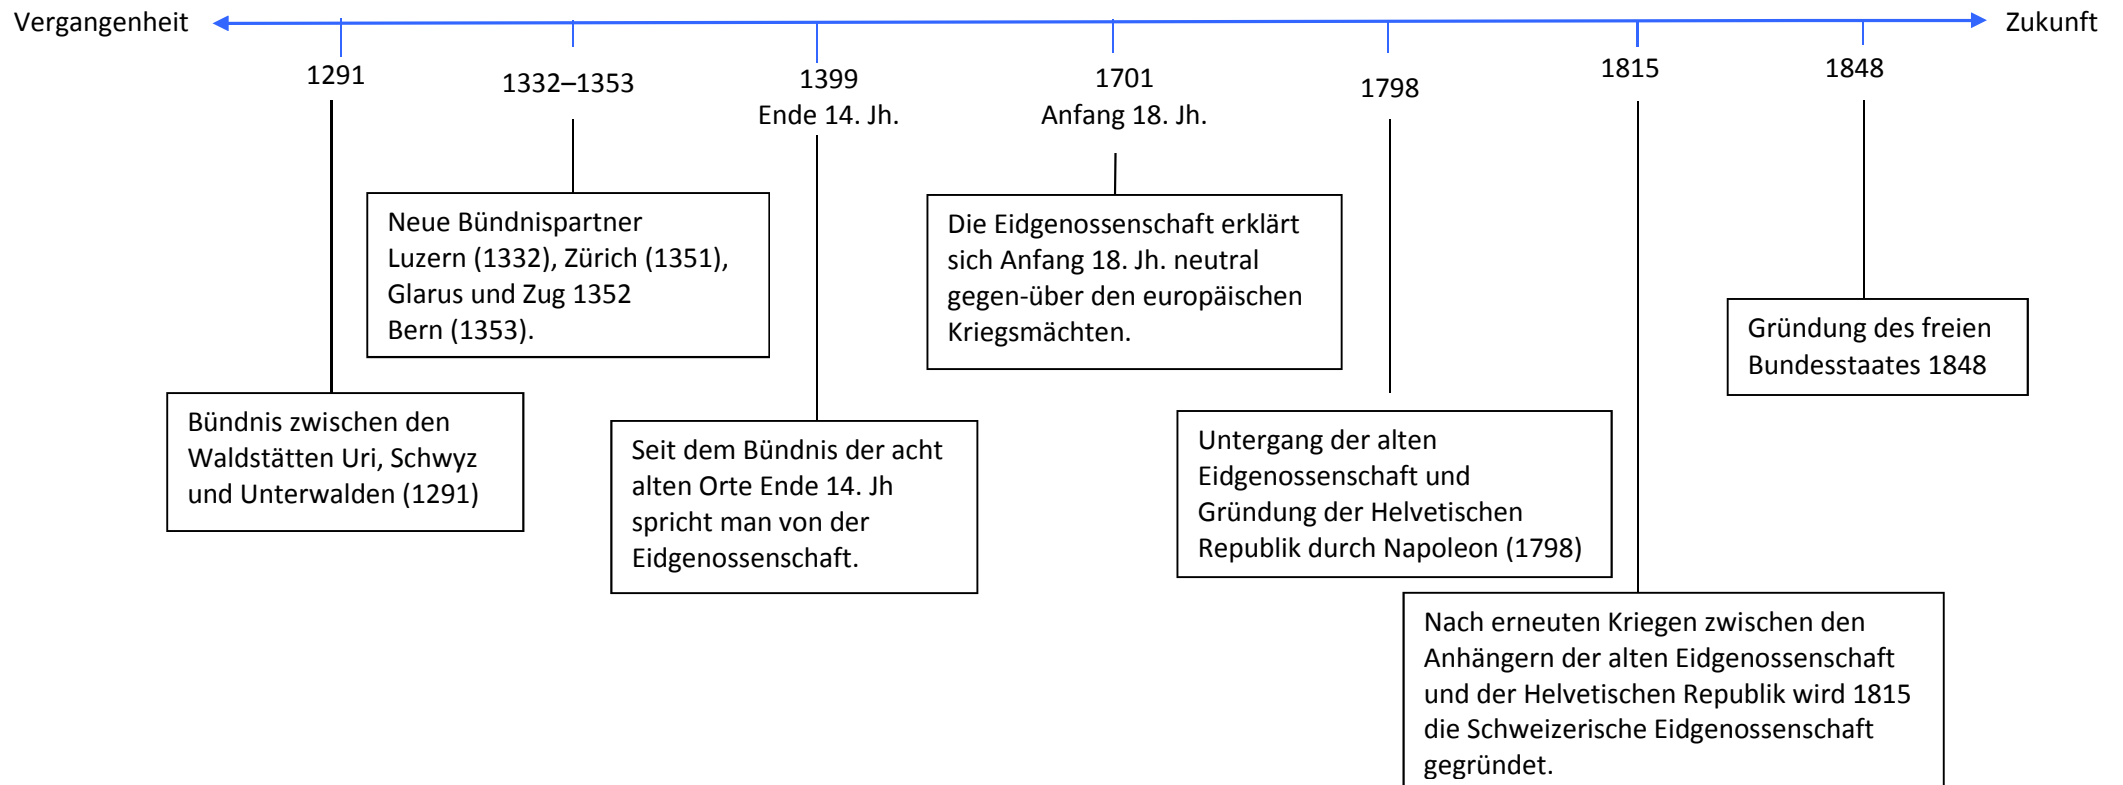 Vergangenheit
Zukunft
1291
1332–1353
1399
Ende 14. Jh.
1701
Anfang 18. Jh.
1798
1815
1848
Neue Bündnispartner
Luzern (1332), Zürich (1351),
Glarus und Zug 1352
Bern (1353).
Die Eidgenossenschaft erklärt
sich Anfang 18. Jh. neutral
gegen-über den europäischen
Kriegsmächten.
Gründung des freien
Bundesstaates 1848
Bündnis zwischen den
Waldstätten Uri, Schwyz
und Unterwalden (1291)
Seit dem Bündnis der acht
alten Orte Ende 14. Jh
spricht man von der
Eidgenossenschaft.
Untergang der alten
Eidgenossenschaft und
Gründung der Helvetischen
Republik durch Napoleon (1798)
Nach erneuten Kriegen zwischen den
Anhängern der alten Eidgenossenschaft
und der Helvetischen Republik wird 1815
die Schweizerische Eidgenossenschaft
gegründet.